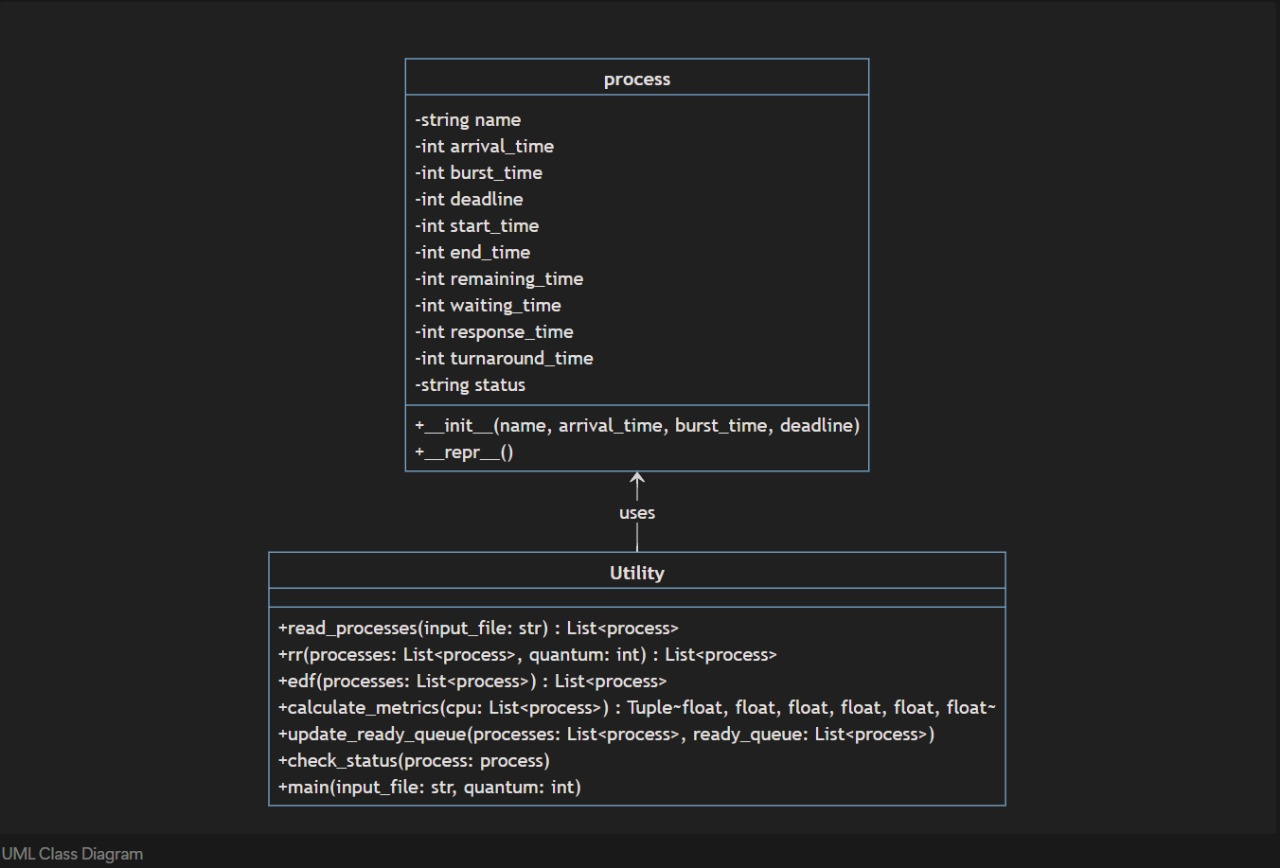 process
-string name
-int arrival_time
-int burst_time
-int deadline
-int start_time
-int end_time
-int remaining_time
-int waiting_time
-int response_time
-int turnaround_time
-string status
+__init__(name, arrival_time, burst_time, deadline)
+__repr__()
uses
Utility
+read_processes(input_file: str) : List<process>
+rr(processes: List<process>, quantum: int) : List<process>
+edf(processes: List<process>) : List<process>
+calculate_metrics(cpu: List<process>) : Tuple~float, float, float, float, float, float~
+update_ready_queue(processes: List<process>, ready_queue: List<process>)
+check_status(process: process)
+main(input_file: str, quantum: int)
UML Class Diagram